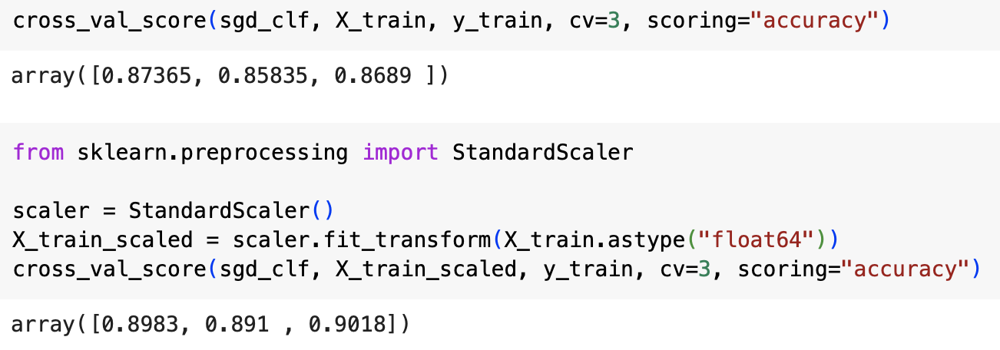 cross_val_score(sgd_clf, X_train, y_train, cv=3, scoring="accuracy")
array([0.87365, 0.85835, 0.8689 ])
from sklearn.preprocessing import StandardScaler
scaler = StandardScaler()
X_train_scaled = scaler.fit_transform(X_train.astype("float64"))
cross_val_score(sgd_clf, X_train_scaled, y_train, cv=3, scoring="accuracy")
array([0.8983, 0.891 , 0.9018])